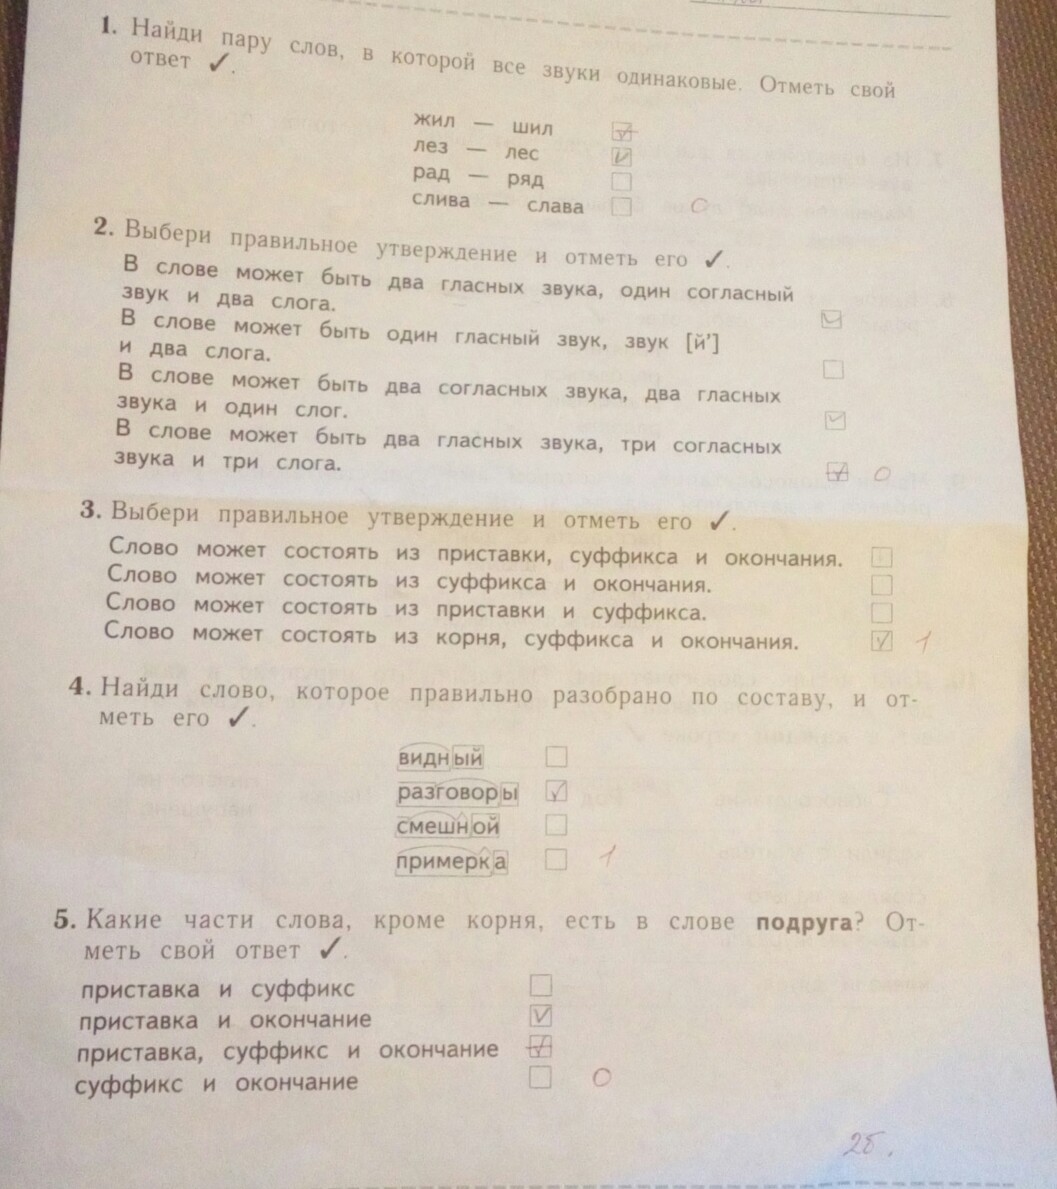 1. Найди пару слов, в которой все звуки одинаковые. Отметь свой
ответ ✓.
жил — шил
лез — лес
рад — ряд
слива — слава 0
2. Выбери правильное утверждение и отметь его ✓.
В слове может быть два гласных звука, один согласный
звук и два слога.
В слове может быть один гласный звук, звук [й']
и два слога.
В слове может быть два согласных звука, два гласных
звука и один слог.
В слове может быть два гласных звука, три согласных
звука и три слога. 0
3. Выбери правильное утверждение и отметь его ✓.
Слово может состоять из приставки, суффикса и окончания.
Слово может состоять из суффикса и окончания.
Слово может состоять из приставки и суффикса.
Слово может состоять из корня, суффикса и окончания. 1
4. Найди слово, которое правильно разобрано по составу, и от-
меть его ✓.
видный
разговоры
смешной
примерка 1
5. Какие части слова, кроме корня, есть в слове подруга? От-
меть свой ответ ✓.
приставка и суффикс
приставка и окончание
приставка, суффикс и окончание
суффикс и окончание 0
2б.